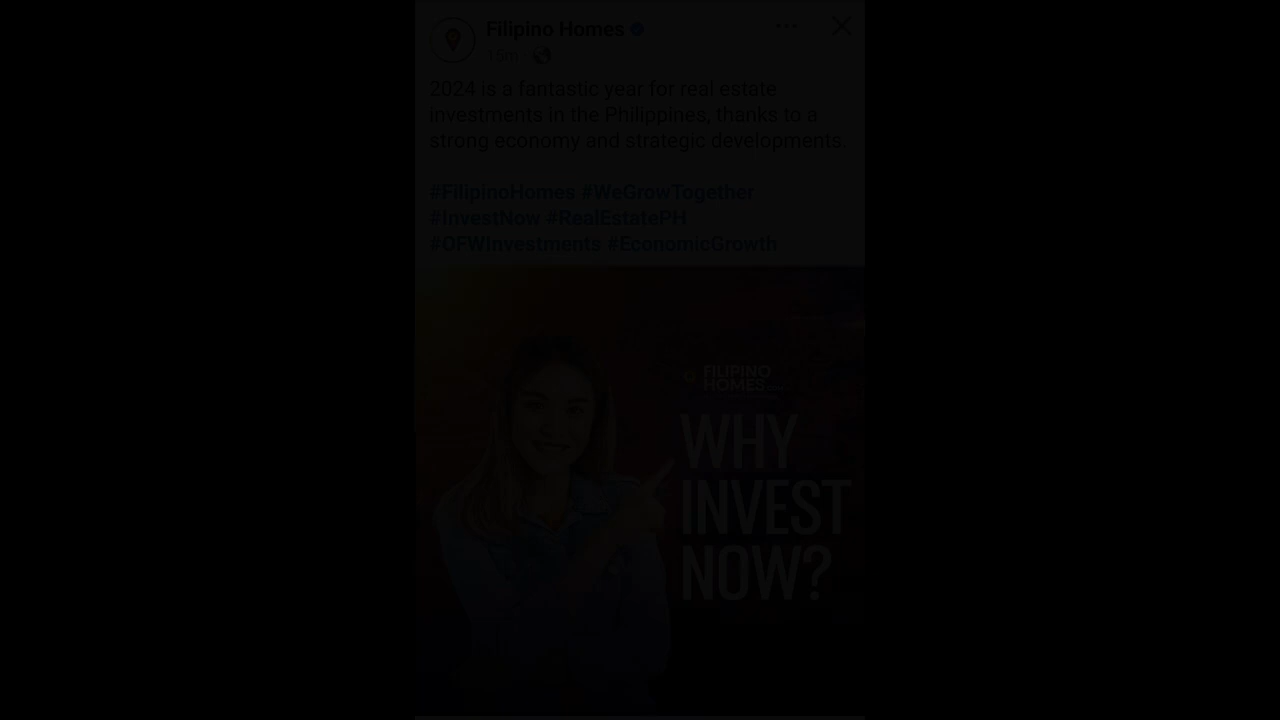 Filipino Homes
15m
2024 is a fantastic year for real estate
investments in the Philippines, thanks to a
strong economy and strategic developments.
#FilipinoHomes #WeGrowTogether
#InvestNow #RealEstatePH
#OFWInvestments #EconomicGrowth
FILIPINO
HOMES
WHY
INVEST
NOW?